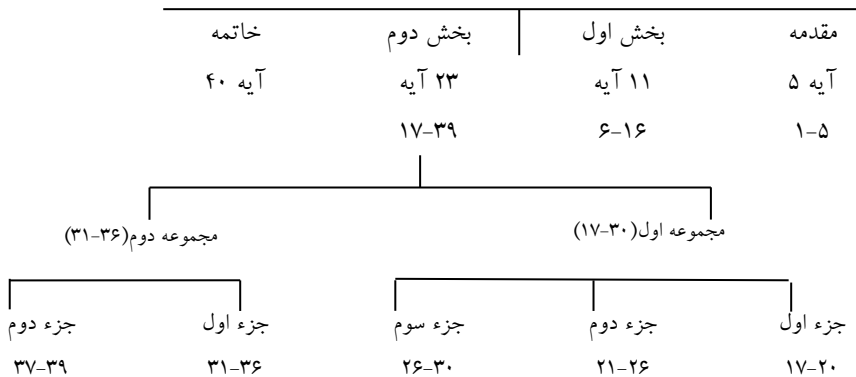 مقدمه بخش اول بخش دوم خاتمه
آیه ۵ ۱۱ آیه ۲۳ آیه آیه ۴۰
۱-۵ ۶-۱۶ ۱۷-۳۹
مجموعه اول(۳۰-۱۷) مجموعه دوم(۳۶-۳۱)
جزء اول جزء دوم جزء سوم جزء اول جزء دوم
۱۷-۲۰ ۲۱-۲۶ ۲۶-۳۰ ۳۱-۳۶ ۳۷-۳۹